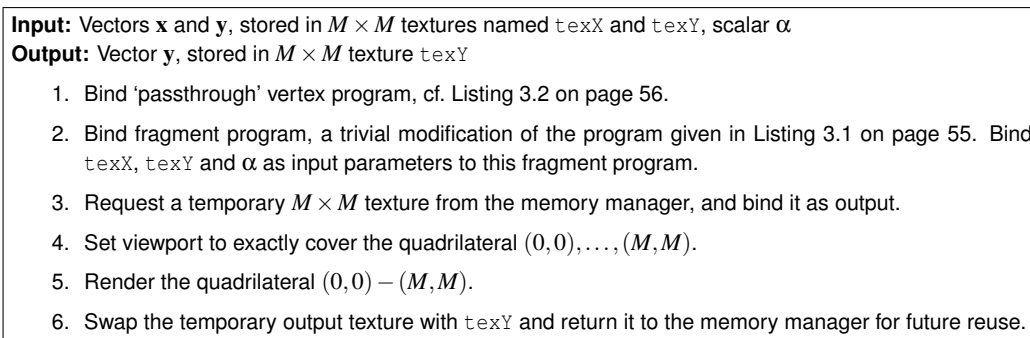 Input: Vectors x and y, stored in M × M textures named texX and texY, scalar α
Output: Vector y, stored in M × M texture texY
1. Bind ‘passthrough’ vertex program, cf. Listing 3.2 on page 56.
2. Bind fragment program, a trivial modification of the program given in Listing 3.1 on page 55. Bind
texX, texY and α as input parameters to this fragment program.
3. Request a temporary M × M texture from the memory manager, and bind it as output.
4. Set viewport to exactly cover the quadrilateral (0,0),...,(M,M).
5. Render the quadrilateral (0,0) − (M,M).
6. Swap the temporary output texture with texY and return it to the memory manager for future reuse.